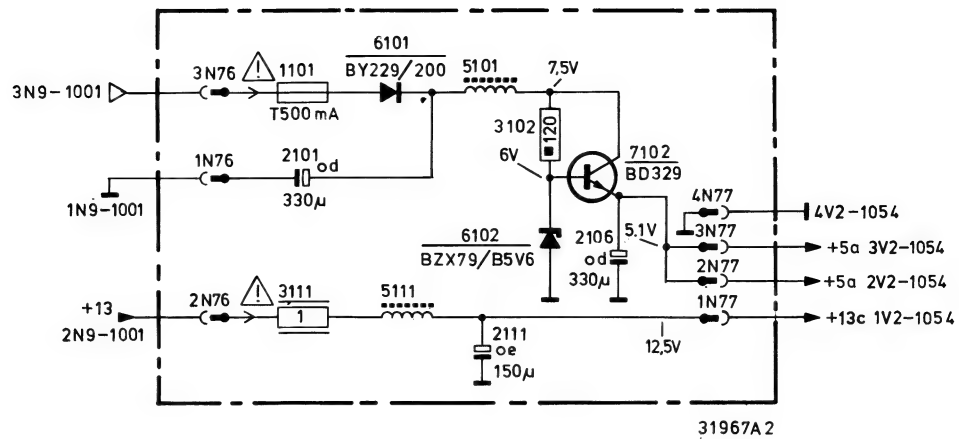 6101
BY229/200
3N76
1101
5101
7,5V
3N9-1001
T500mA
3102
120
1N76
2101
od
330µ
6V
7102
BD329
1N9-1001
4N77
4V2-1054
6102
BZX79/B5V6
2106
od
330µ
5.1V
3N77
+5a 3V2-1054
2N77
+5a 2V2-1054
+13
2N9-1001
2N76
3111
1
5111
1N77
+13c 1V2-1054
2111
oe
150µ
12,5V
31967A2